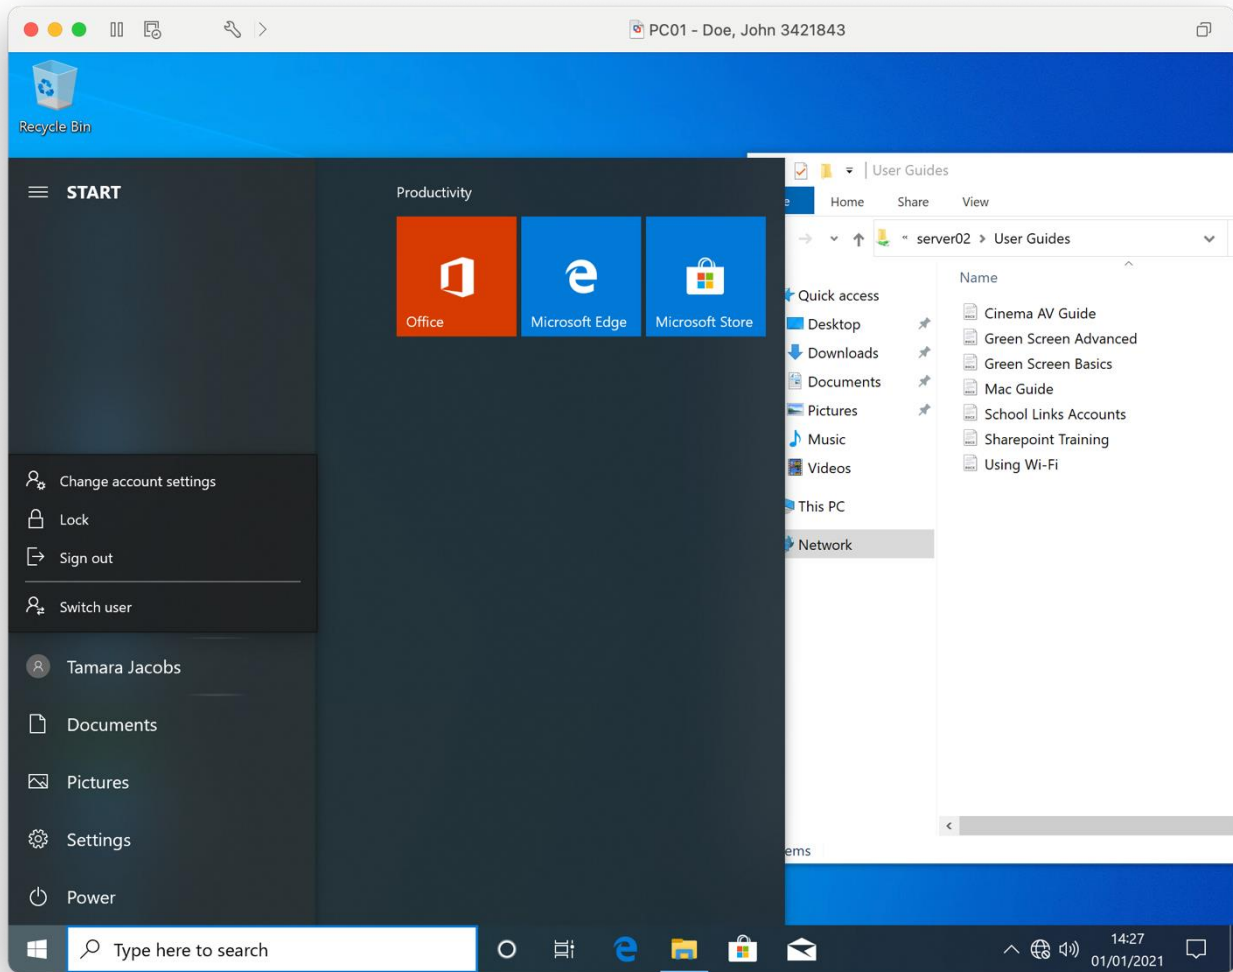 PC01 - Doe, John 3421843
Recycle Bin
START
Productivity
Office
Microsoft Edge
Microsoft Store
Change account settings
Lock
Sign out
Switch user
Tamara Jacobs
Documents
Pictures
Settings
Power
User Guides
Home Share View
server02 > User Guides
Quick access
Desktop
Downloads
Documents
Pictures
Music
Videos
This PC
Network
Name
Cinema AV Guide
Green Screen Advanced
Green Screen Basics
Mac Guide
School Links Accounts
Sharepoint Training
Using Wi-Fi
Type here to search
14:27
01/01/2021